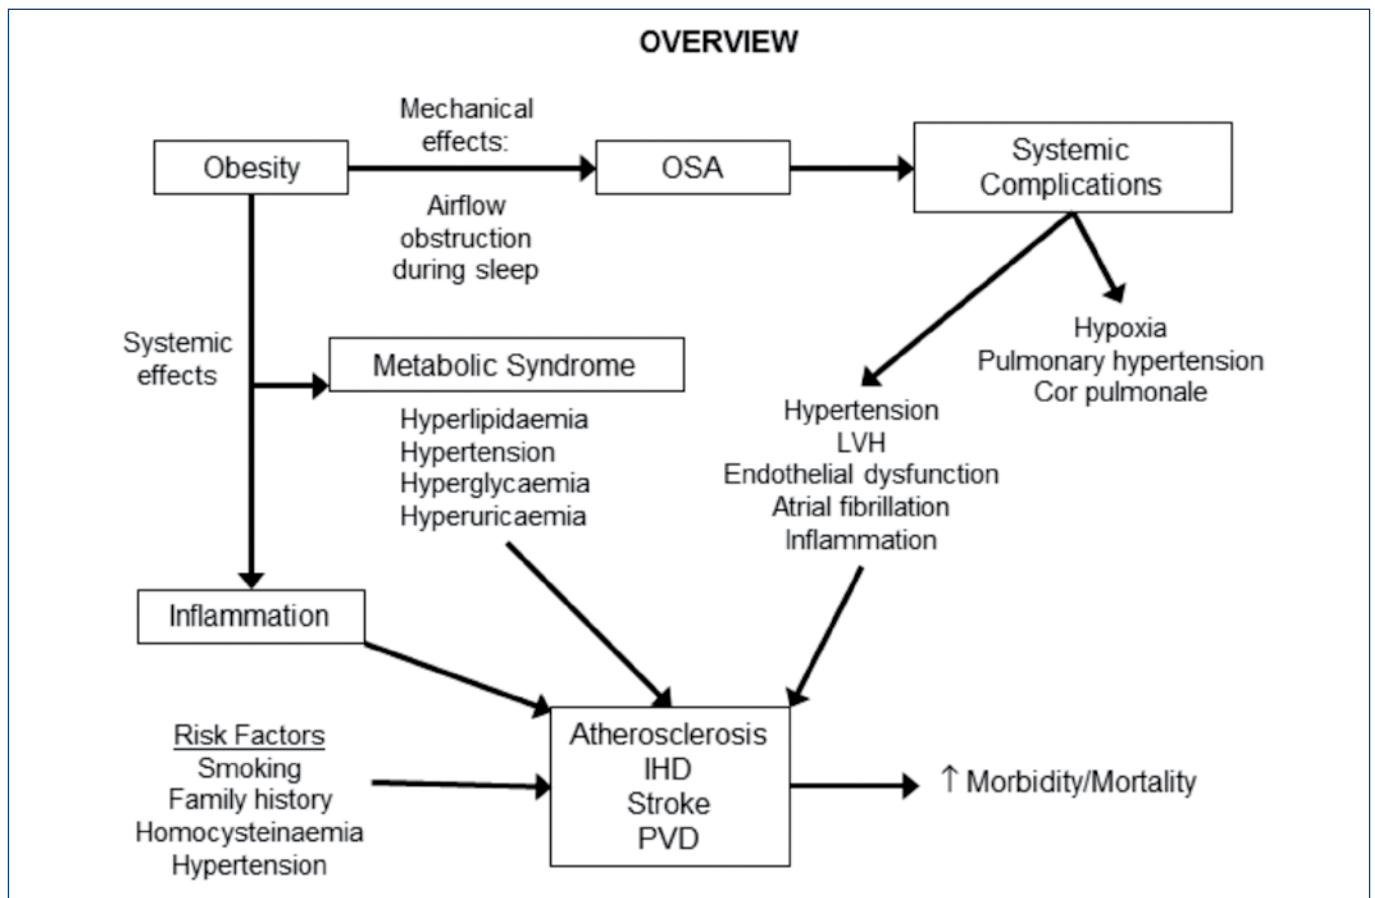 OVERVIEW
Mechanical
effects:
Obesity
OSA
Systemic
Complications
Airflow
obstruction
during sleep
Systemic
effects
Metabolic Syndrome
Hyperlipidaemia
Hypertension
Hyperglycaemia
Hyperuricaemia
Hypoxia
Pulmonary hypertension
Cor pulmonale
Hypertension
LVH
Endothelial dysfunction
Atrial fibrillation
Inflammation
Inflammation
Risk Factors
Smoking
Family history
Homocysteinaemia
Hypertension
Atherosclerosis
IHD
Stroke
PVD
↑ Morbidity/Mortality